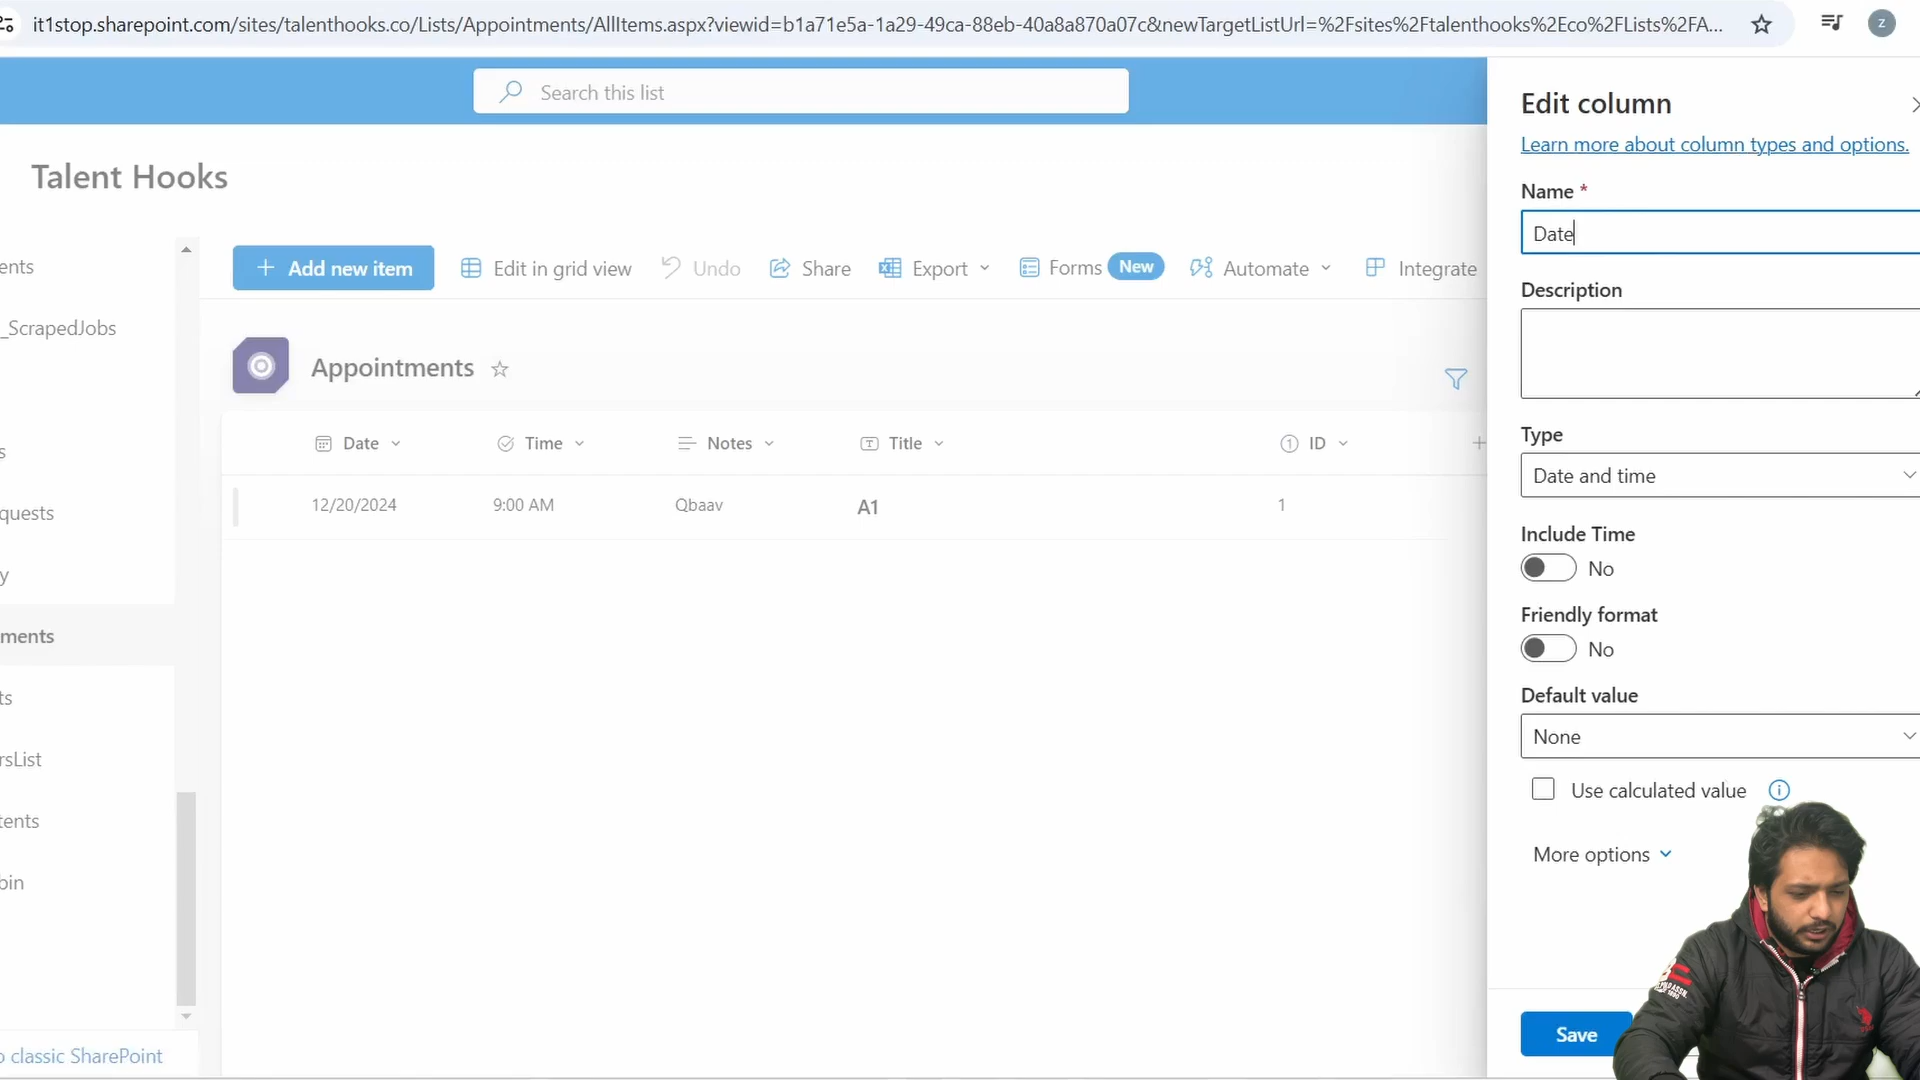 it1stop.sharepoint.com/sites/talenthooks.co/Lists/Appointments/AllItems.aspx?viewid=b1a71e5a-1a29-49ca-88eb-40a8a870a07c&newTargetListUrl=%2Fsites%2Ftalenthooks%2Eco%2FLists%2FA...
z
Search this list
Talent Hooks
ents
_ScrapedJobs
s
quests
y
ments
ts
rsList
tents
bin
o classic SharePoint
Add new item
Edit in grid view
Undo
Share
Export
Forms
New
Automate
Integrate
Appointments
Date
Time
Notes
Title
ID
12/20/2024
9:00 AM
Qbaav
A1
1
Edit column
Learn more about column types and options.
Name *
Date
Description
Type
Date and time
Include Time
No
Friendly format
No
Default value
None
Use calculated value
More options
Save